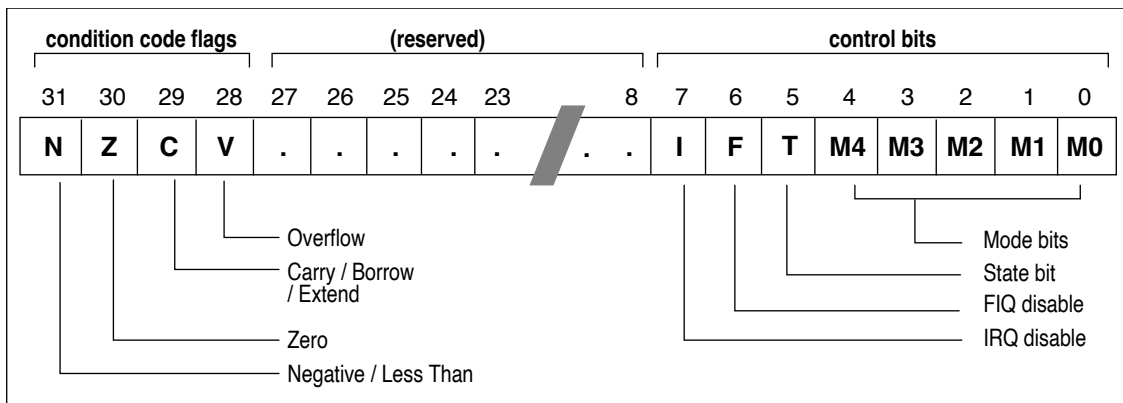 condition code flags (reserved) control bits
31 30 29 28 27 26 25 24 23 8 7 6 5 4 3 2 1 0
N Z C V . . . . . . . I F T M4 M3 M2 M1 M0
Overflow
Carry / Borrow
/ Extend
Zero
Negative / Less Than
Mode bits
State bit
FIQ disable
IRQ disable